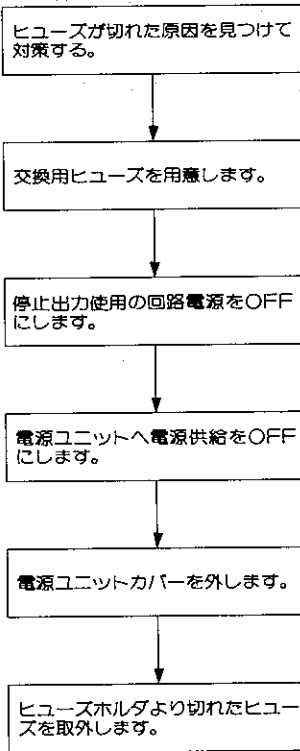 ヒューズが切れた原因を見つけて
対策する。
交換用ヒューズを用意します。
停止出力使用の回路電源をOFF
にします。
電源ユニットへ電源供給をOFF
にします。
電源ユニットカバーを外します。
ヒューズホルダより切れたヒュー
ズを取外します。